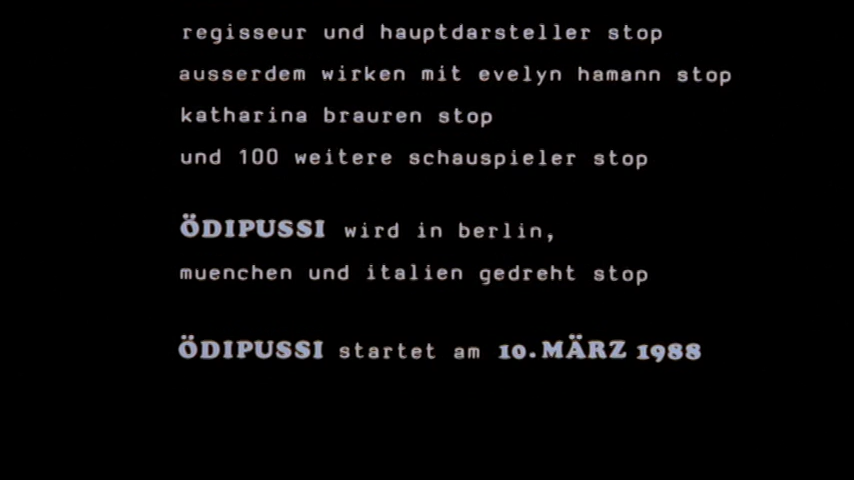 regisseur und hauptdarsteller stop
ausserdem wirken mit evelyn hamann stop
katharina brauren stop
und 100 weitere schauspieler stop
ÖDIPUSSI wird in berlin,
muenchen und italien gedreht stop
ÖDIPUSSI startet am 10. MÄRZ 1988